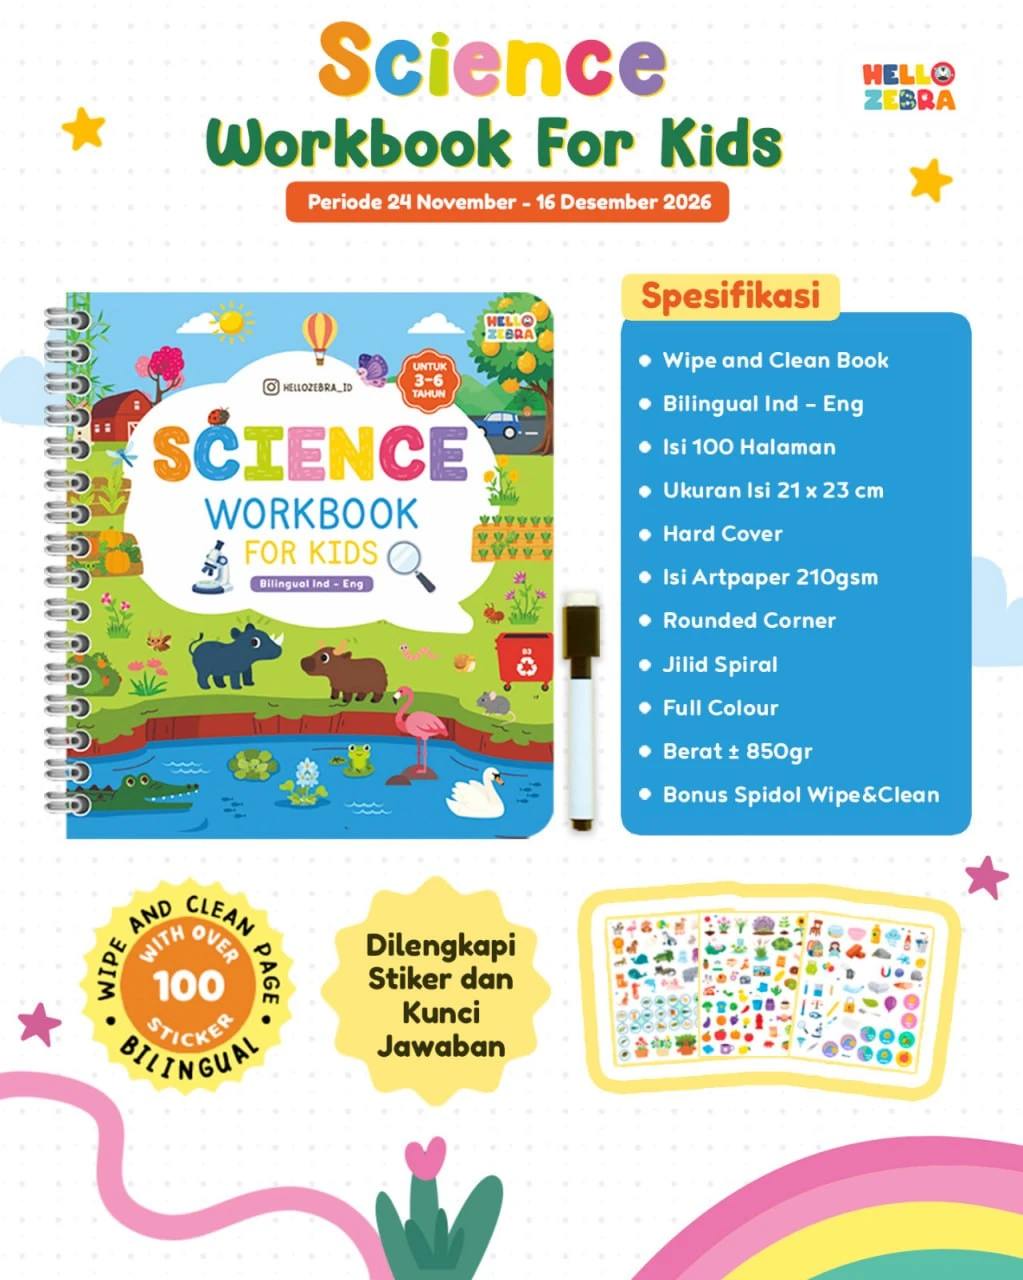 Science
HELLO
ZEBRA
Workbook For Kids
Periode 24 November - 16 Desember 2026
HELLO
ZEBRA
HELLOZEBRA_ID
UNTUK
3-6
TAHUN
SCIENCE
WORKBOOK
FOR KIDS
Bilingual Ind - Eng
B3
Spesifikasi
Wipe and Clean Book
Bilingual Ind – Eng
Isi 100 Halaman
Ukuran Isi 21 x 23 cm
Hard Cover
Isi Artpaper 210gsm
Rounded Corner
Jilid Spiral
Full Colour
Berat ± 850gr
Bonus Spidol Wipe&Clean
WIPE AND CLEAN PAGE
WITH OVER
100
STICKER
• BILINGUAL •
Dilengkapi
Stiker dan
Kunci
Jawaban